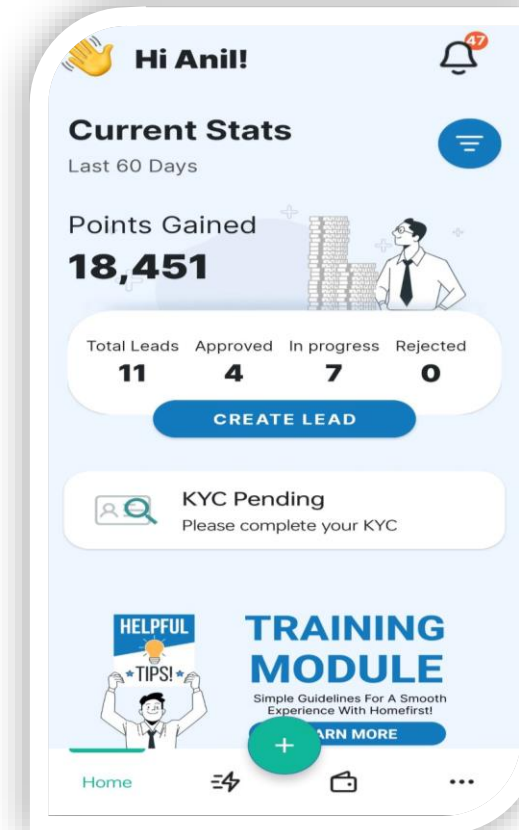 Hi Anil!
47
Current Stats
Last 60 Days
Points Gained
18,451
Total Leads Approved In progress Rejected
11 4 7 0
CREATE LEAD
KYC Pending
Please complete your KYC
HELPFUL
TIPS!
TRAINING
MODULE
Simple Guidelines For A Smooth
Experience With Homefirst!
MORE
Home